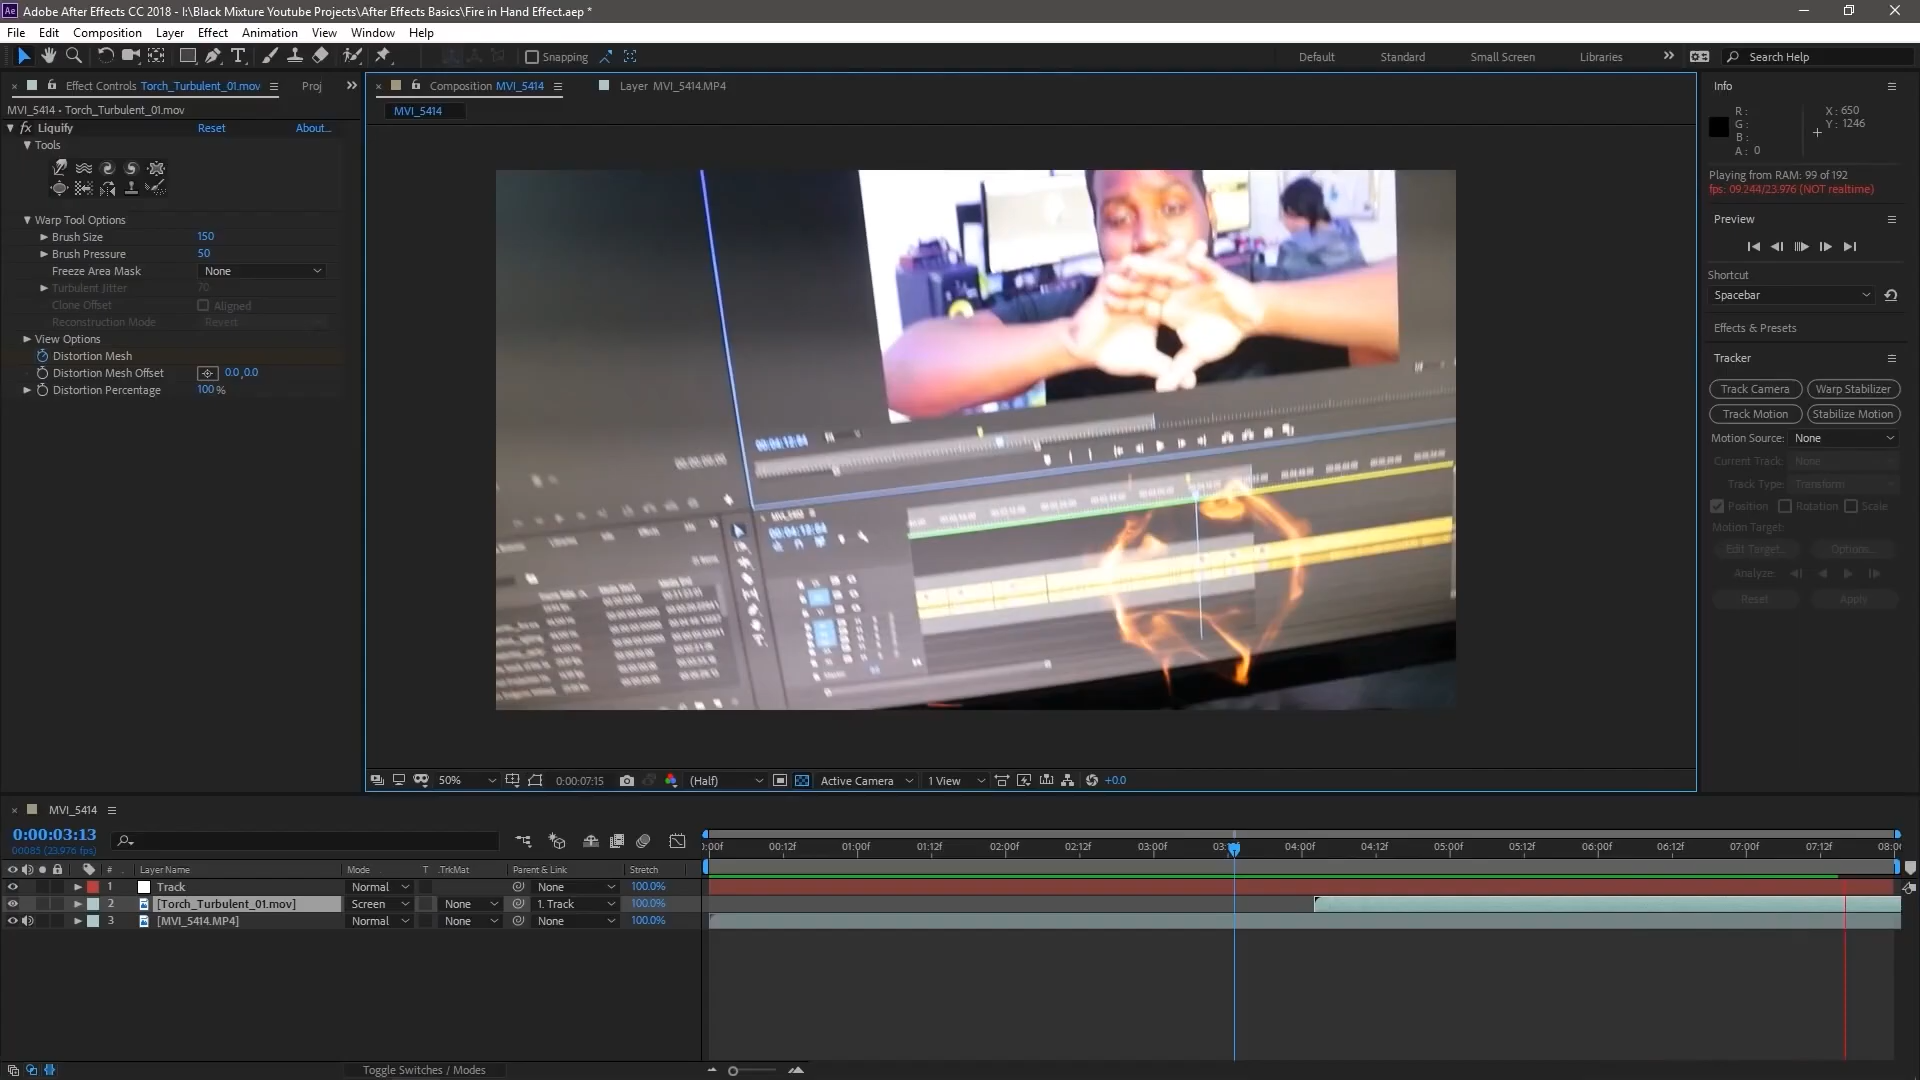 Adobe After Effects CC 2018 - I:\Black Mixture Youtube Projects\After Effects Basics\Fire in Hand Effect.aep *
File Edit Composition Layer Effect Animation View Window Help
Snapping
Default Standard Small Screen Libraries Search Help
Effect Controls Torch_Turbulent_01.mov Proj
MVI_5414 • Torch_Turbulent_01.mov
fx Liquify Reset About...
Tools
Warp Tool Options
Brush Size 150
Brush Pressure 50
Freeze Area Mask None
Turbulent Jitter 70
Clone Offset Aligned
Reconstruction Mode Revert
View Options
Distortion Mesh
Distortion Mesh Offset 0.0,0.0
Distortion Percentage 100 %
Composition MVI_5414 Layer MVI_5414.MP4
MVI_5414
50% 0:00:07:15 (Half) Active Camera 1 View +0.0
Info
R : X : 650
G : Y : 1246
B :
A : 0
Playing from RAM: 99 of 192
fps: 09.244/23.976 (NOT realtime)
Preview
Shortcut
Spacebar
Effects & Presets
Tracker
Track Camera Warp Stabilizer
Track Motion Stabilize Motion
Motion Source: None
Current Track: None
Track Type: Transform
Position Rotation Scale
Motion Target:
Edit Target... Options...
Analyze:
Reset Apply
MVI_5414
0:00:03:13
00085 (23.976 fps)
# Layer Name Mode T .TrkMat Parent & Link Stretch
1 Track Normal None 100.0%
2 [Torch_Turbulent_01.mov] Screen None 1. Track 100.0%
3 [MVI_5414.MP4] Normal None None 100.0%
00:12f 01:00f 01:12f 02:00f 02:12f 03:00f 04:00f 04:12f 05:00f 05:12f 06:00f 06:12f 07:00f 07:12f
Toggle Switches / Modes